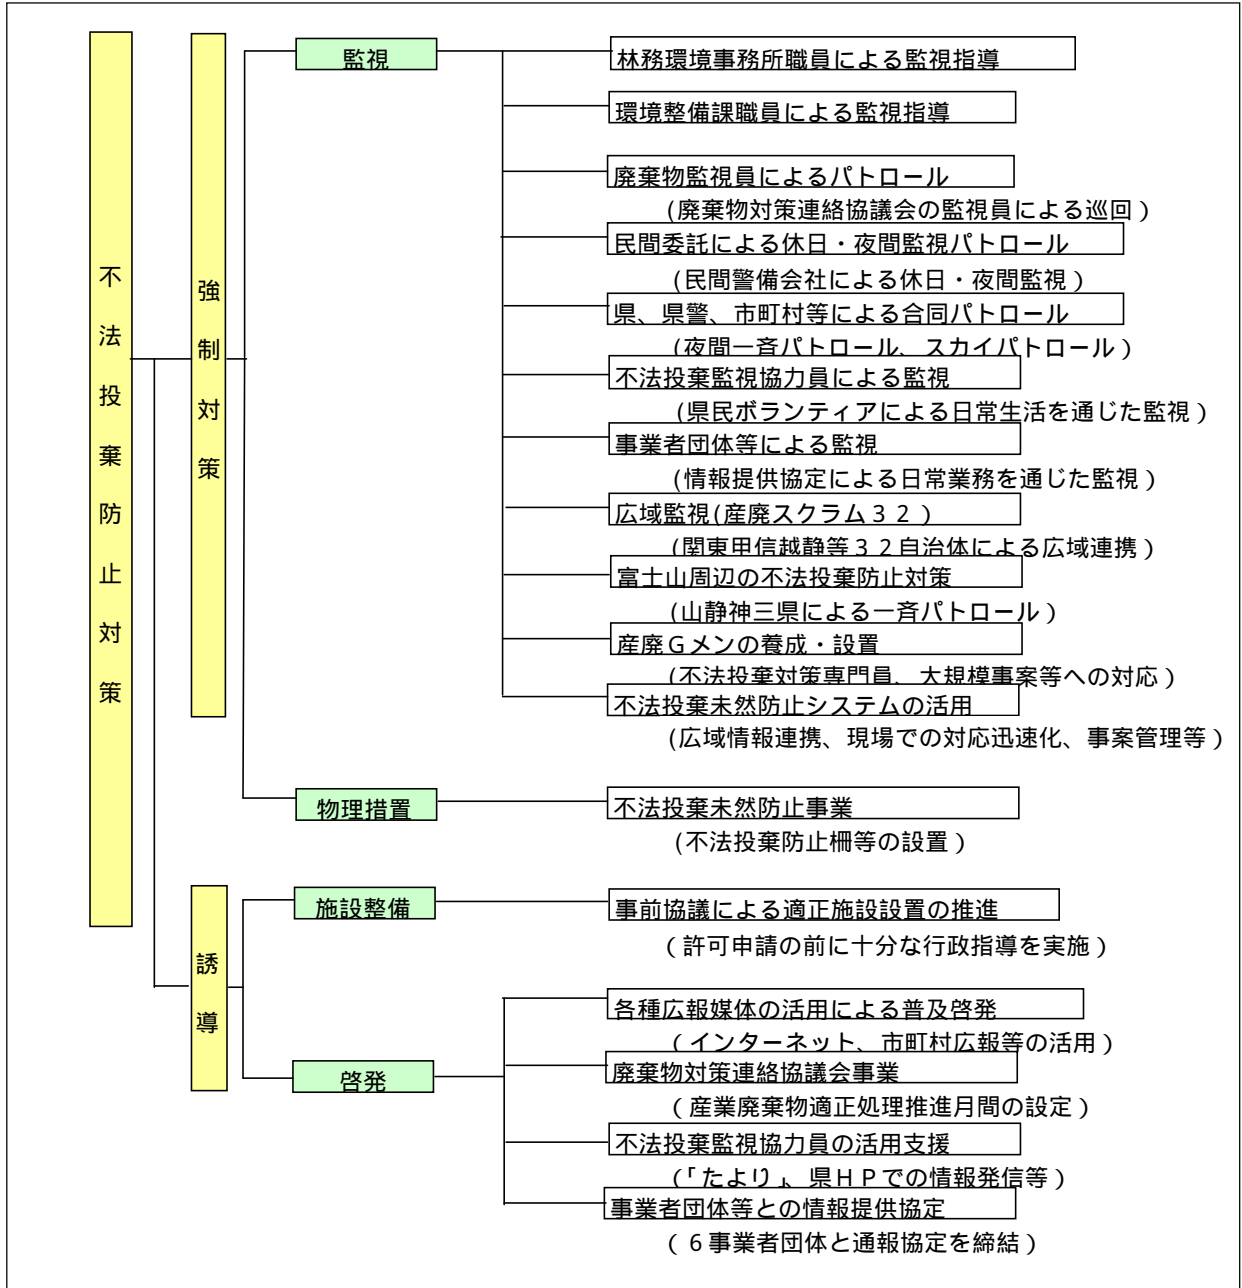 不法投棄防止対策
強制対策
監視
林務環境事務所職員による監視指導
環境整備課職員による監視指導
廃棄物監視員によるパトロール
(廃棄物対策連絡協議会の監視員による巡回)
民間委託による休日・夜間監視パトロール
(民間警備会社による休日・夜間監視)
県、県警、市町村等による合同パトロール
(夜間一斉パトロール、スカイパトロール)
不法投棄監視協力員による監視
(県民ボランティアによる日常生活を通じた監視)
事業者団体等による監視
(情報提供協定による日常業務を通じた監視)
広域監視(産廃スクラム32)
(関東甲信越静等32自治体による広域連携)
富士山周辺の不法投棄防止対策
(山静神三県による一斉パトロール)
産廃Gメンの養成・設置
(不法投棄対策専門員、大規模事案等への対応)
不法投棄未然防止システムの活用
(広域情報連携、現場での対応迅速化、事案管理等)
物理措置
不法投棄未然防止事業
(不法投棄防止柵等の設置)
誘導
施設整備
事前協議による適正施設設置の推進
(許可申請の前に十分な行政指導を実施)
啓発
各種広報媒体の活用による普及啓発
(インターネット、市町村広報等の活用)
廃棄物対策連絡協議会事業
(産業廃棄物適正処理推進月間の設定)
不法投棄監視協力員の活用支援
(「たより」、県HPでの情報発信等)
事業者団体等との情報提供協定
(6事業者団体と通報協定を締結)